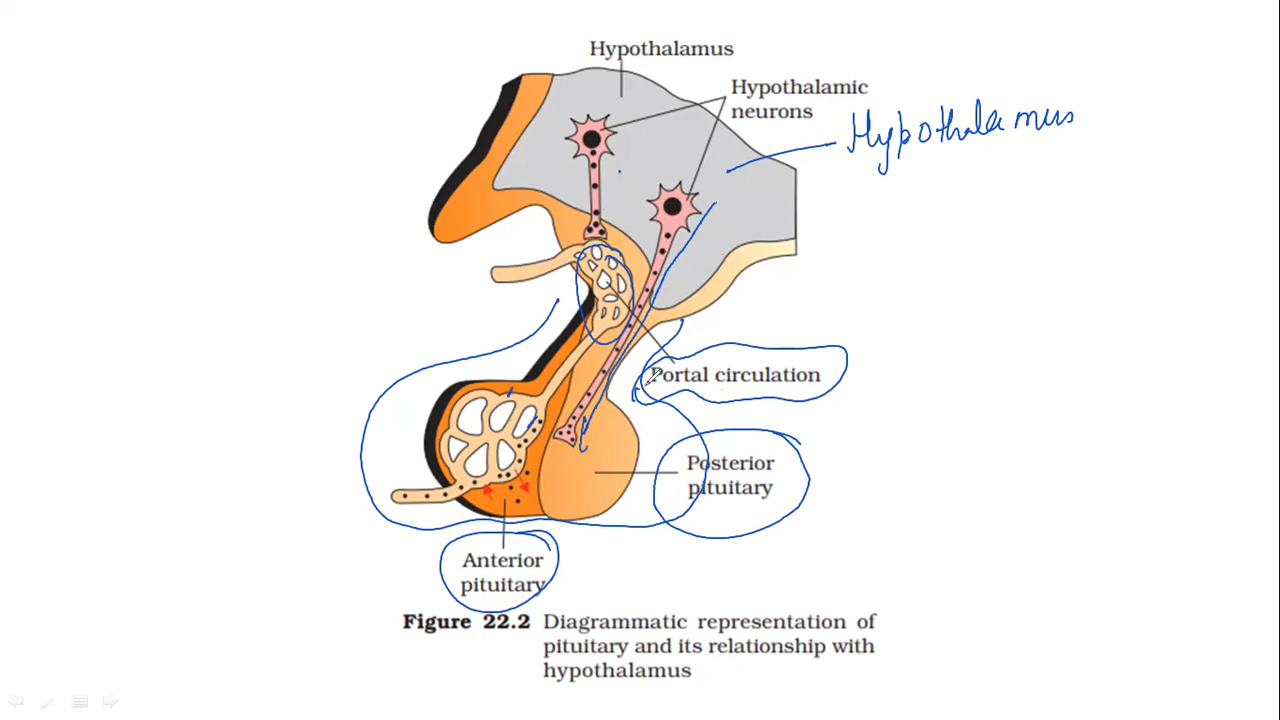 Hypothalamus
Hypothalamic
neurons
Hypothalamus
Portal circulation
Posterior
pituitary
Anterior
pituitary
Figure 22.2 Diagrammatic representation of
pituitary and its relationship with
hypothalamus